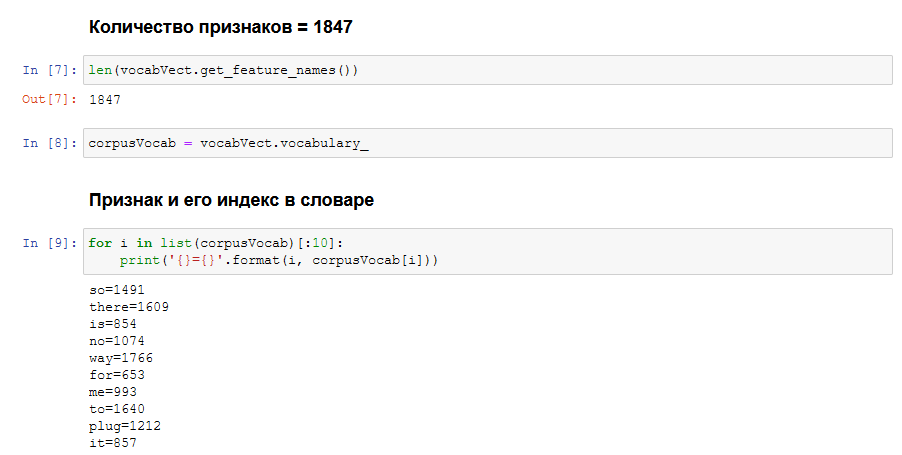 Количество признаков = 1847
In [7]: len(vocabVect.get_feature_names())
Out[7]: 1847
In [8]: corpusVocab = vocabVect.vocabulary_
Признак и его индекс в словаре
In [9]: for i in list(corpusVocab)[:10]:
print('{}={}'.format(i, corpusVocab[i]))
so=1491
there=1609
is=854
no=1074
way=1766
for=653
me=993
to=1640
plug=1212
it=857